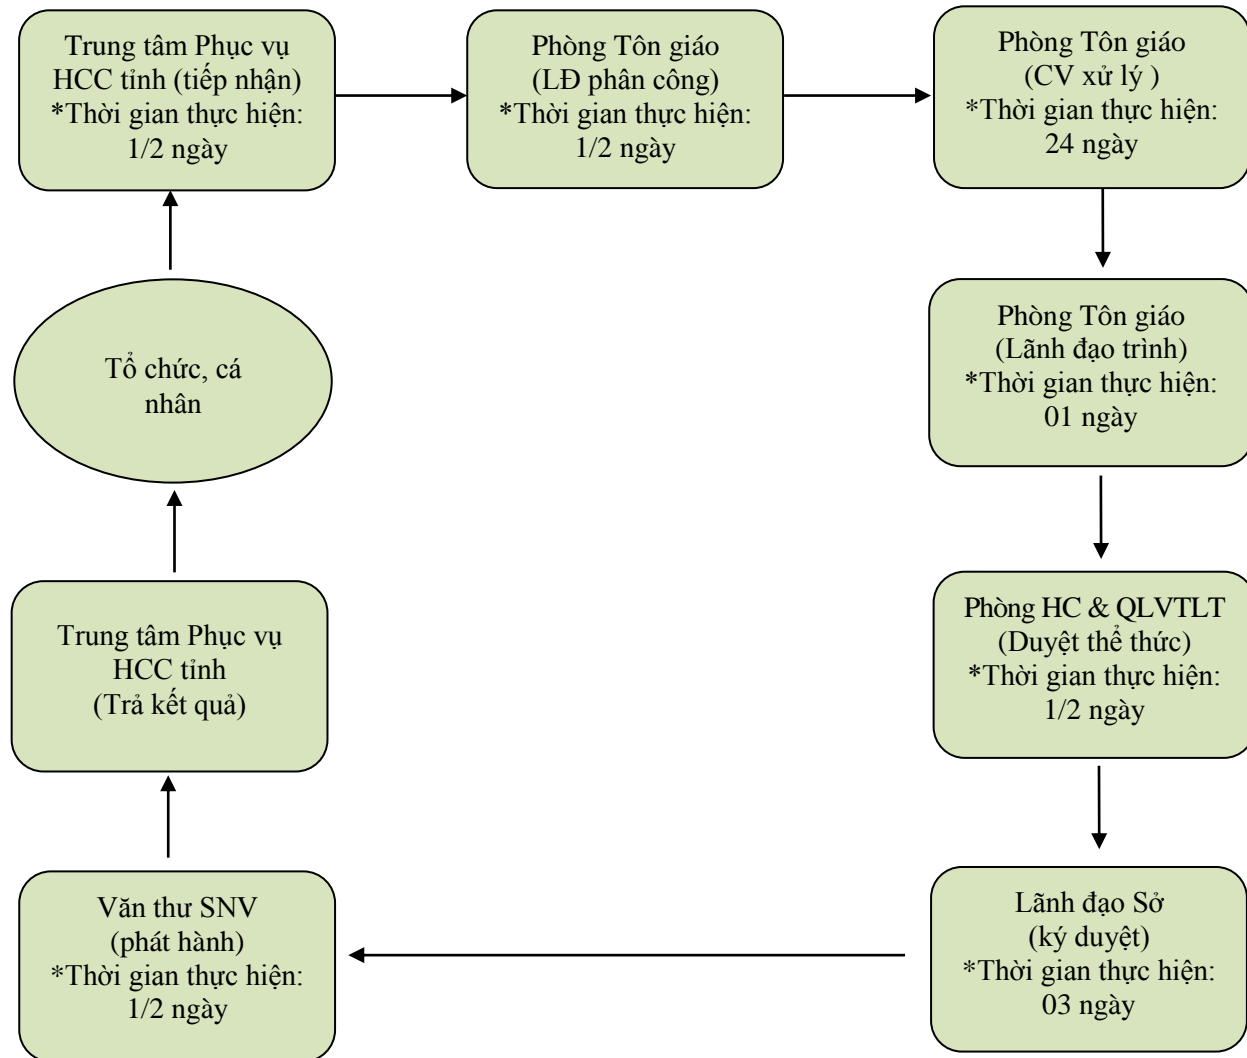 Trung tâm Phục vụ
HCC tỉnh (tiếp nhận)
*Thời gian thực hiện:
1/2 ngày
Phòng Tôn giáo
(LĐ phân công)
*Thời gian thực hiện:
1/2 ngày
Phòng Tôn giáo
(CV xử lý )
*Thời gian thực hiện:
24 ngày
Phòng Tôn giáo
(Lãnh đạo trình)
*Thời gian thực hiện:
01 ngày
Phòng HC & QLVTLT
(Duyệt thể thức)
*Thời gian thực hiện:
1/2 ngày
Lãnh đạo Sở
(ký duyệt)
*Thời gian thực hiện:
03 ngày
Văn thư SNV
(phát hành)
*Thời gian thực hiện:
1/2 ngày
Trung tâm Phục vụ
HCC tỉnh
(Trả kết quả)
Tổ chức, cá
nhân